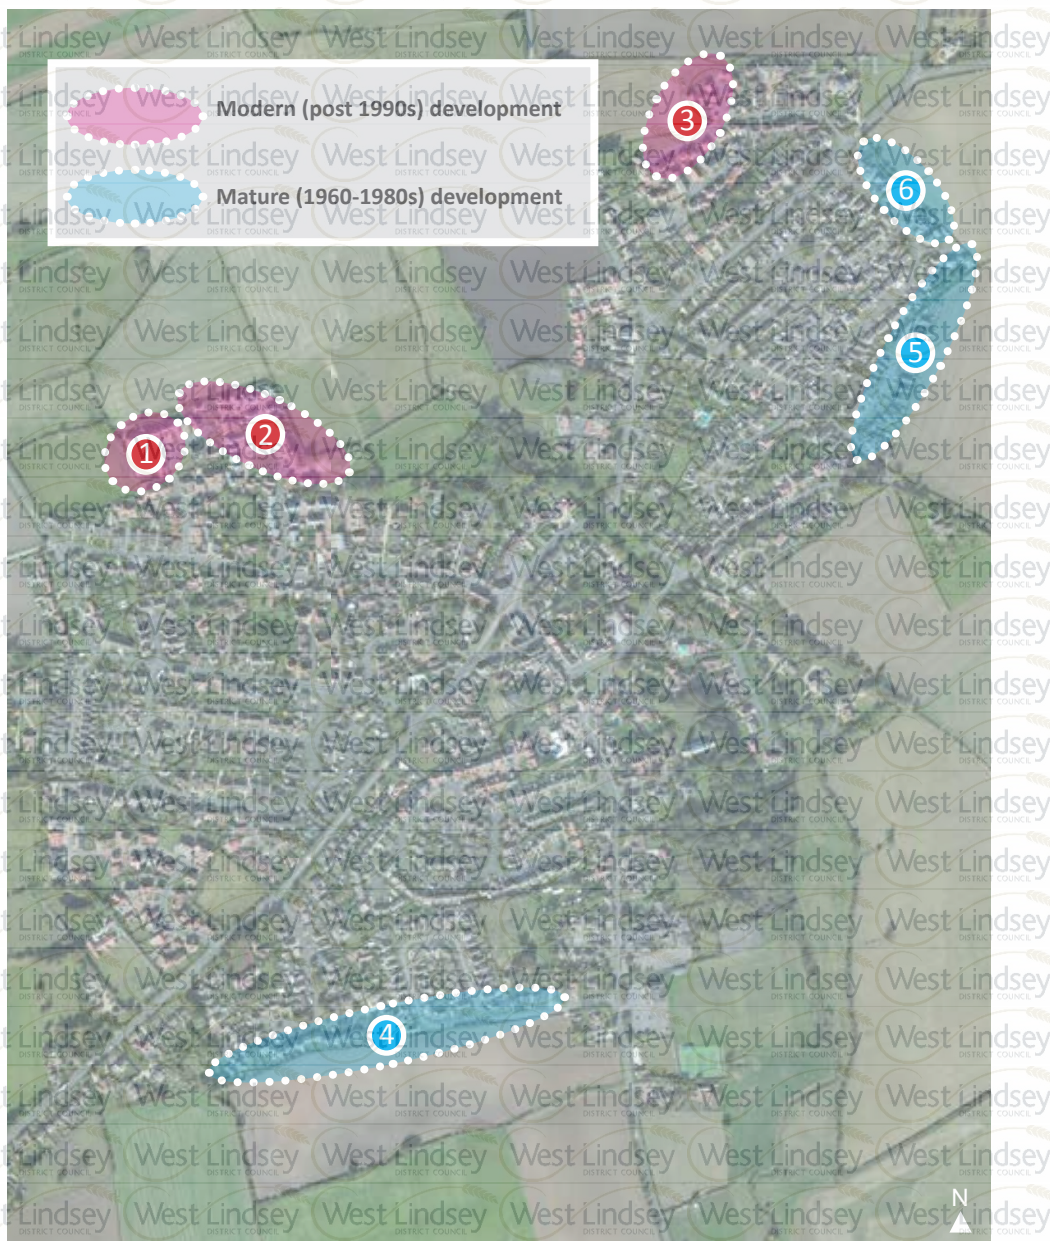 Modern (post 1990s) development
Mature (1960-1980s) development
3
6
5
2
1
4
N
West Lindsey
DISTRICT COUNCIL